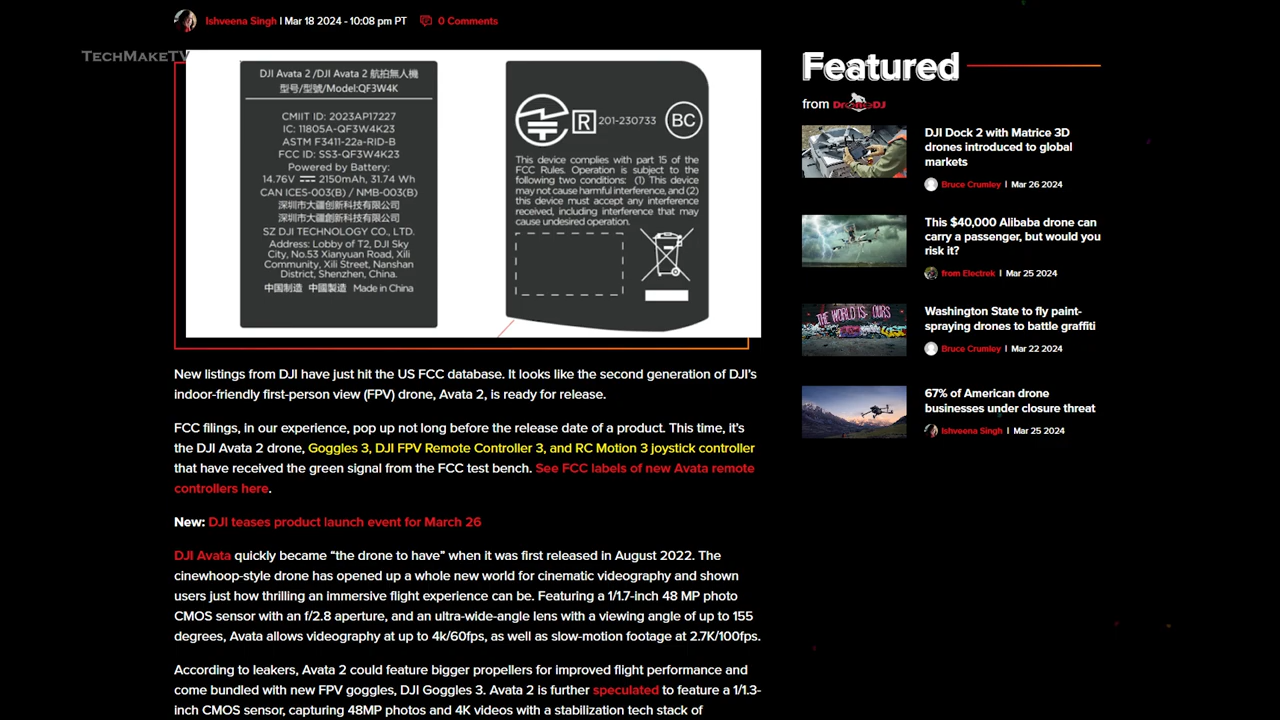 Ishveena Singh | Mar 18 2024 - 10:08 pm PT 0 Comments
TechMakeTV
DJI Avata 2 /DJI Avata 2 航拍無人機
型号/型號/Model:QF3W4K
CMIIT ID: 2023AP17227
IC: 11805A-QF3W4K23
ASTM F3411-22a-RID-B
FCC ID: SS3-QF3W4K23
Powered by Battery:
14.76V 2150mAh, 31.74 Wh
CAN ICES-003(B) / NMB-003(B)
深圳市大疆創新科技有限公司
深圳市大疆创新科技有限公司
SZ DJI TECHNOLOGY CO., LTD.
Address: Lobby of T2, DJI Sky
City, No.53 Xianyuan Road, Xili
Community, Xili Street, Nanshan
District, Shenzhen, China.
中国制造 中國製造 Made in China
R 201-230733 BC
This device complies with part 15 of the
FCC Rules. Operation is subject to the
following two conditions: (1) This device
may not cause harmful interference, and (2)
this device must accept any interference
received, including interference that may
cause undesired operation.
New listings from DJI have just hit the US FCC database. It looks like the second generation of DJI's
indoor-friendly first-person view (FPV) drone, Avata 2, is ready for release.
FCC filings, in our experience, pop up not long before the release date of a product. This time, it's
the DJI Avata 2 drone, Goggles 3, DJI FPV Remote Controller 3, and RC Motion 3 joystick controller
that have received the green signal from the FCC test bench. See FCC labels of new Avata remote
controllers here.
New: DJI teases product launch event for March 26
DJI Avata quickly became “the drone to have” when it was first released in August 2022. The
cinewhoop-style drone has opened up a whole new world for cinematic videography and shown
users just how thrilling an immersive flight experience can be. Featuring a 1/1.7-inch 48 MP photo
CMOS sensor with an f/2.8 aperture, and an ultra-wide-angle lens with a viewing angle of up to 155
degrees, Avata allows videography at up to 4k/60fps, as well as slow-motion footage at 2.7K/100fps.
According to leakers, Avata 2 could feature bigger propellers for improved flight performance and
come bundled with new FPV goggles, DJI Goggles 3. Avata 2 is further speculated to feature a 1/1.3-
inch CMOS sensor, capturing 48MP photos and 4K videos with a stabilization tech stack of
Featured
from DroneDJ
DJI Dock 2 with Matrice 3D
drones introduced to global
markets
Bruce Crumley | Mar 26 2024
This $40,000 Alibaba drone can
carry a passenger, but would you
risk it?
from Electrek | Mar 25 2024
THE WORLD IS OURS
Washington State to fly paint-
spraying drones to battle graffiti
Bruce Crumley | Mar 22 2024
67% of American drone
businesses under closure threat
Ishveena Singh | Mar 25 2024